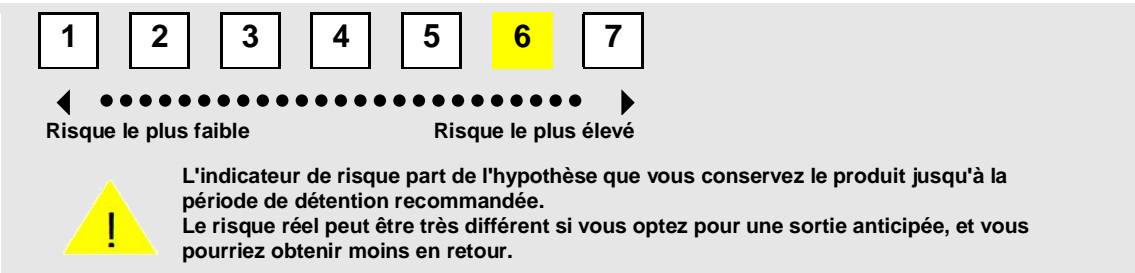 1 2 3 4 5 6 7
Risque le plus faible Risque le plus élevé
L'indicateur de risque part de l'hypothèse que vous conservez le produit jusqu'à la
période de détention recommandée.
Le risque réel peut être très différent si vous optez pour une sortie anticipée, et vous
pourriez obtenir moins en retour.
!